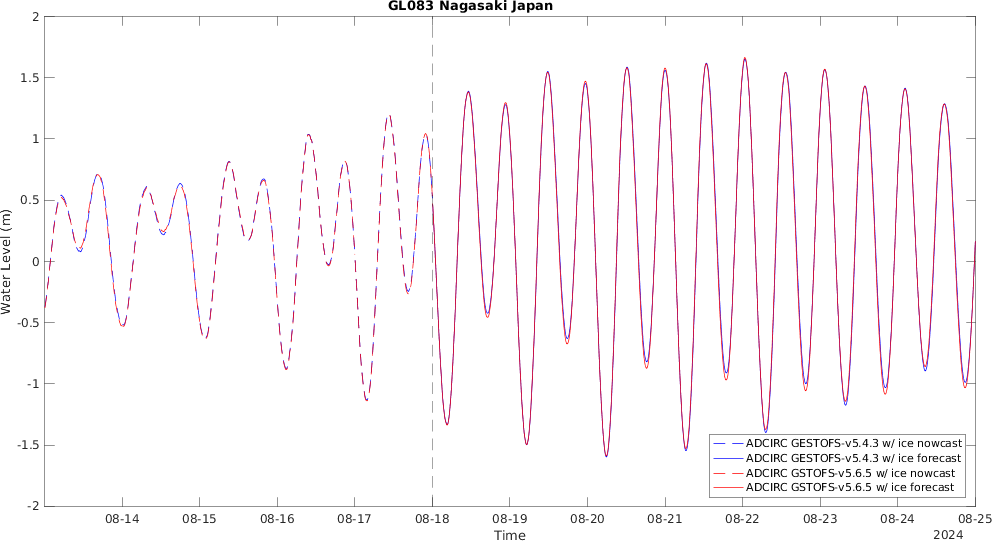 GL083 Nagasaki Japan
2
1.5
1
0.5
0
-0.5
-1
-1.5
-2
Water Level (m)
ADCIRC GESTOFS-v5.4.3 w/ ice nowcast
ADCIRC GESTOFS-v5.4.3 w/ ice forecast
ADCIRC GSTOFS-v5.6.5 w/ ice nowcast
ADCIRC GSTOFS-v5.6.5 w/ ice forecast
08-14 08-15 08-16 08-17 08-18 08-19 08-20 08-21 08-22 08-23 08-24 08-25
Time
2024